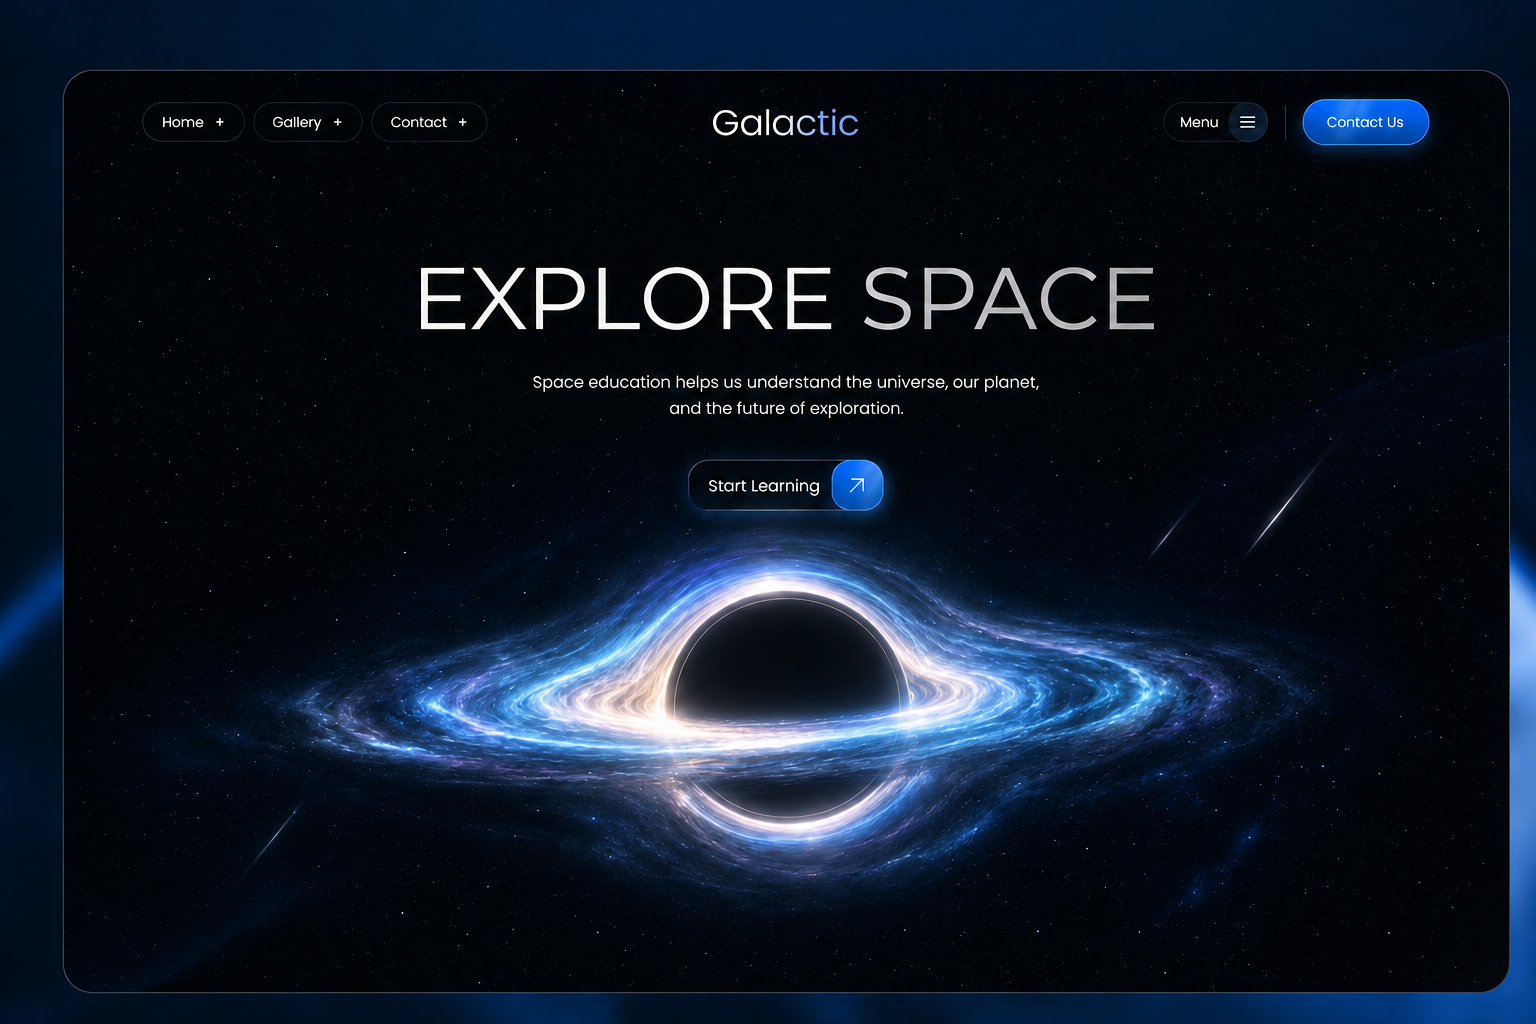 Home +
Gallery +
Contact +
Galactic
Menu
Contact Us
EXPLORE SPACE
Space education helps us understand the universe, our planet,
and the future of exploration.
Start Learning